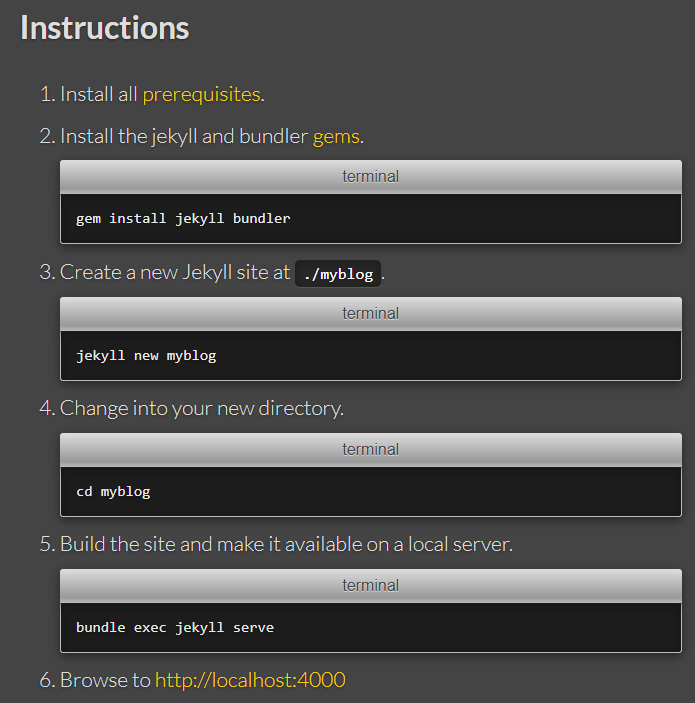 Instructions
1. Install all prerequisites.
2. Install the jekyll and bundler gems.
terminal
gem install jekyll bundler
3. Create a new Jekyll site at ./myblog.
terminal
jekyll new myblog
4. Change into your new directory.
terminal
cd myblog
5. Build the site and make it available on a local server.
terminal
bundle exec jekyll serve
6. Browse to http://localhost:4000